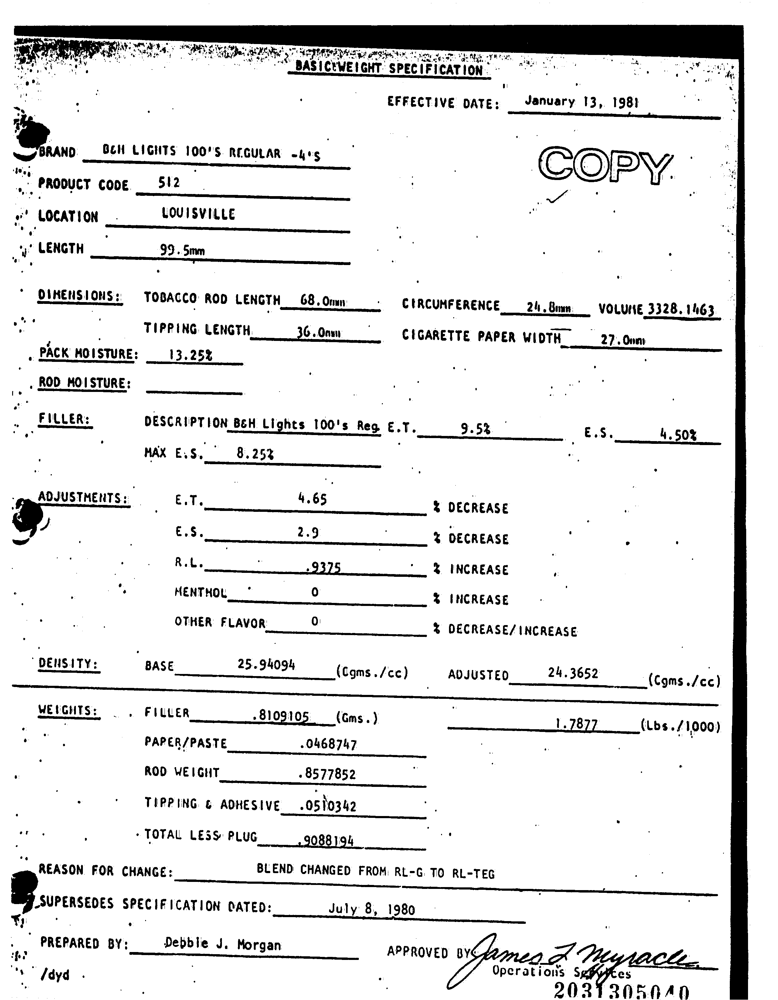 BASIC WEIGHT SPECIFICATION
EFFECTIVE DATE: January 13, 1981
BRAND B&H LIGHTS 100'S REGULAR -4'S
COPY
PRODUCT CODE 512
LOCATION LOUISVILLE
LENGTH 99.5mm
DIMENSIONS: TOBACCO ROD LENGTH 68.0mm CIRCUMFERENCE 24.8mm VOLUME 3328.1463
TIPPING LENGTH 36.0mm CIGARETTE PAPER WIDTH 27.0mm
PACK MOISTURE: 13.25%
ROD MOISTURE:
FILLER: DESCRIPTION B&H Lights 100's Reg. E.T. 9.5% E.S. 4.50%
MAX E.S. 8.25%
ADJUSTMENTS: E.T. 4.65 % DECREASE
E.S. 2.9 % DECREASE
R.L. .9375 % INCREASE
MENTHOL 0 % INCREASE
OTHER FLAVOR 0 % DECREASE/INCREASE
DENSITY: BASE 25.94094 (Cgms./cc) ADJUSTED 24.3652 (Cgms./cc)
WEIGHTS: FILLER .8109105 (Gms.) 1.7877 (Lbs./1000)
PAPER/PASTE .0468747
ROD WEIGHT .8577852
TIPPING & ADHESIVE .0510342
TOTAL LESS PLUG .9088194
REASON FOR CHANGE: BLEND CHANGED FROM RL-G TO RL-TEG
SUPERSEDES SPECIFICATION DATED: July 8, 1980
PREPARED BY: Debbie J. Morgan APPROVED BY James L Myracle
Operations Services
/dyd
2031305040